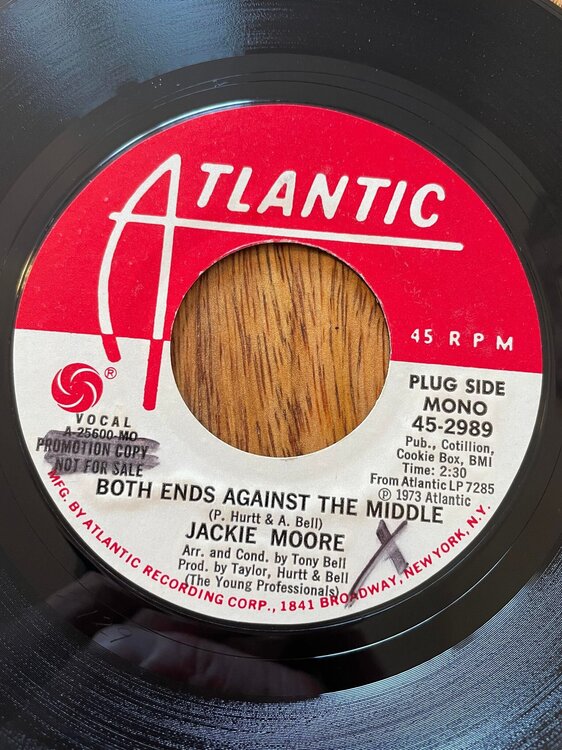 ATLANTIC
45 RPM
®
VOCAL
A-25600-MO
PROMOTION COPY
NOT FOR SALE
PLUG SIDE
MONO
45-2989
Pub., Cotillion,
Cookie Box, BMI
Time: 2:30
From Atlantic LP 7285
℗ 1973 Atlantic
BOTH ENDS AGAINST THE MIDDLE
(P. Hurtt & A. Bell)
JACKIE MOORE
Arr. and Cond. by Tony Bell
Prod. by Taylor, Hurtt & Bell
(The Young Professionals)
X
MFG. BY ATLANTIC RECORDING CORP., 1841 BROADWAY, NEW YORK, N.Y.